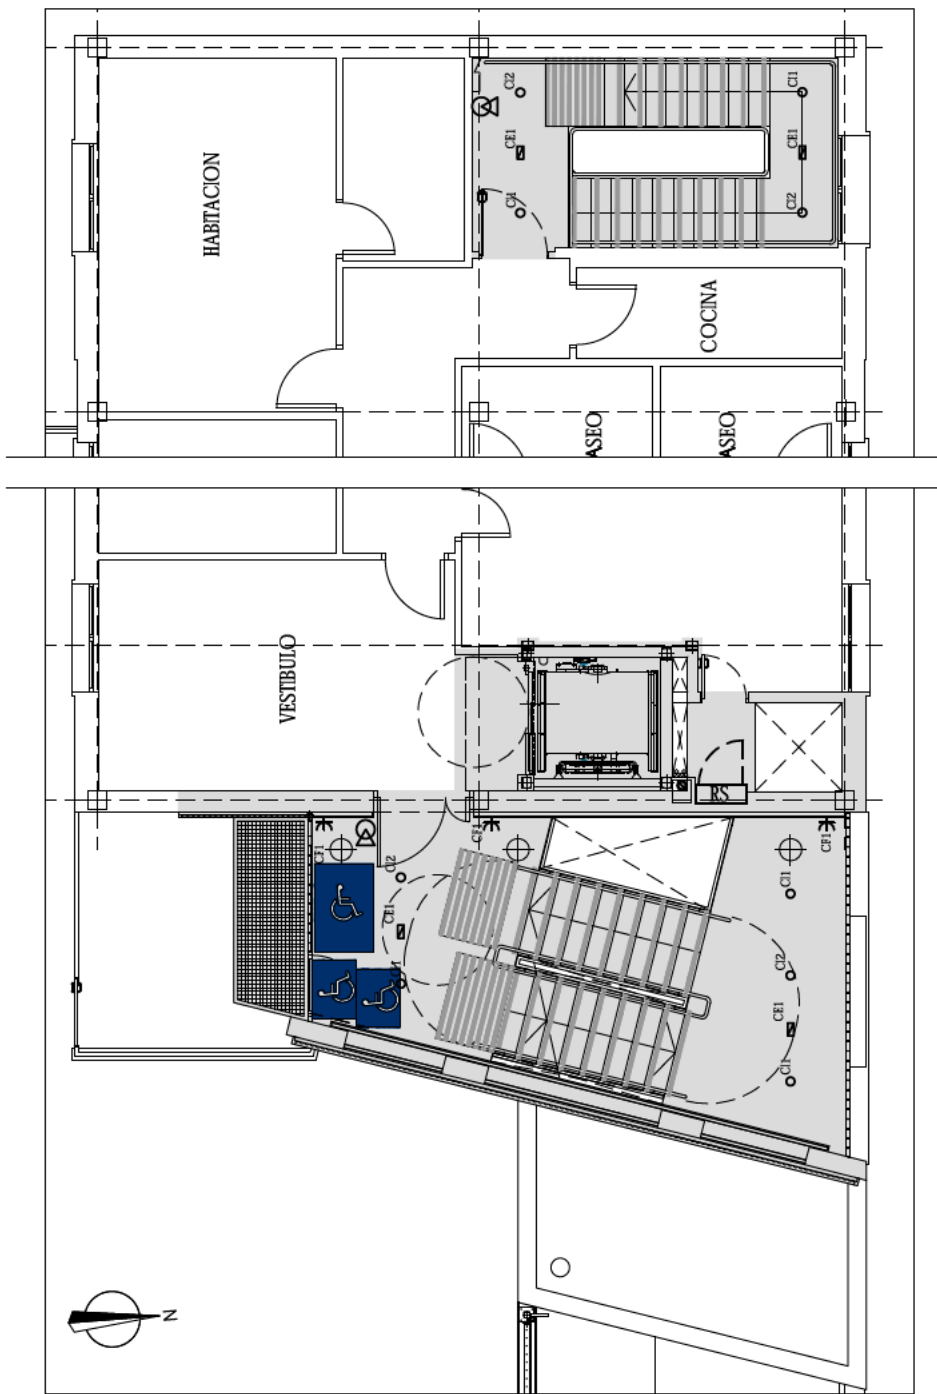 CI2
CI1
CE1
CE1
CI1
CI2
HABITACION
COCINA
ASEO
ASEO
VESTIBULO
RS
CF1
CF1
CF1
CI2
CI1
CE1
CI2
CE1
CI1
N